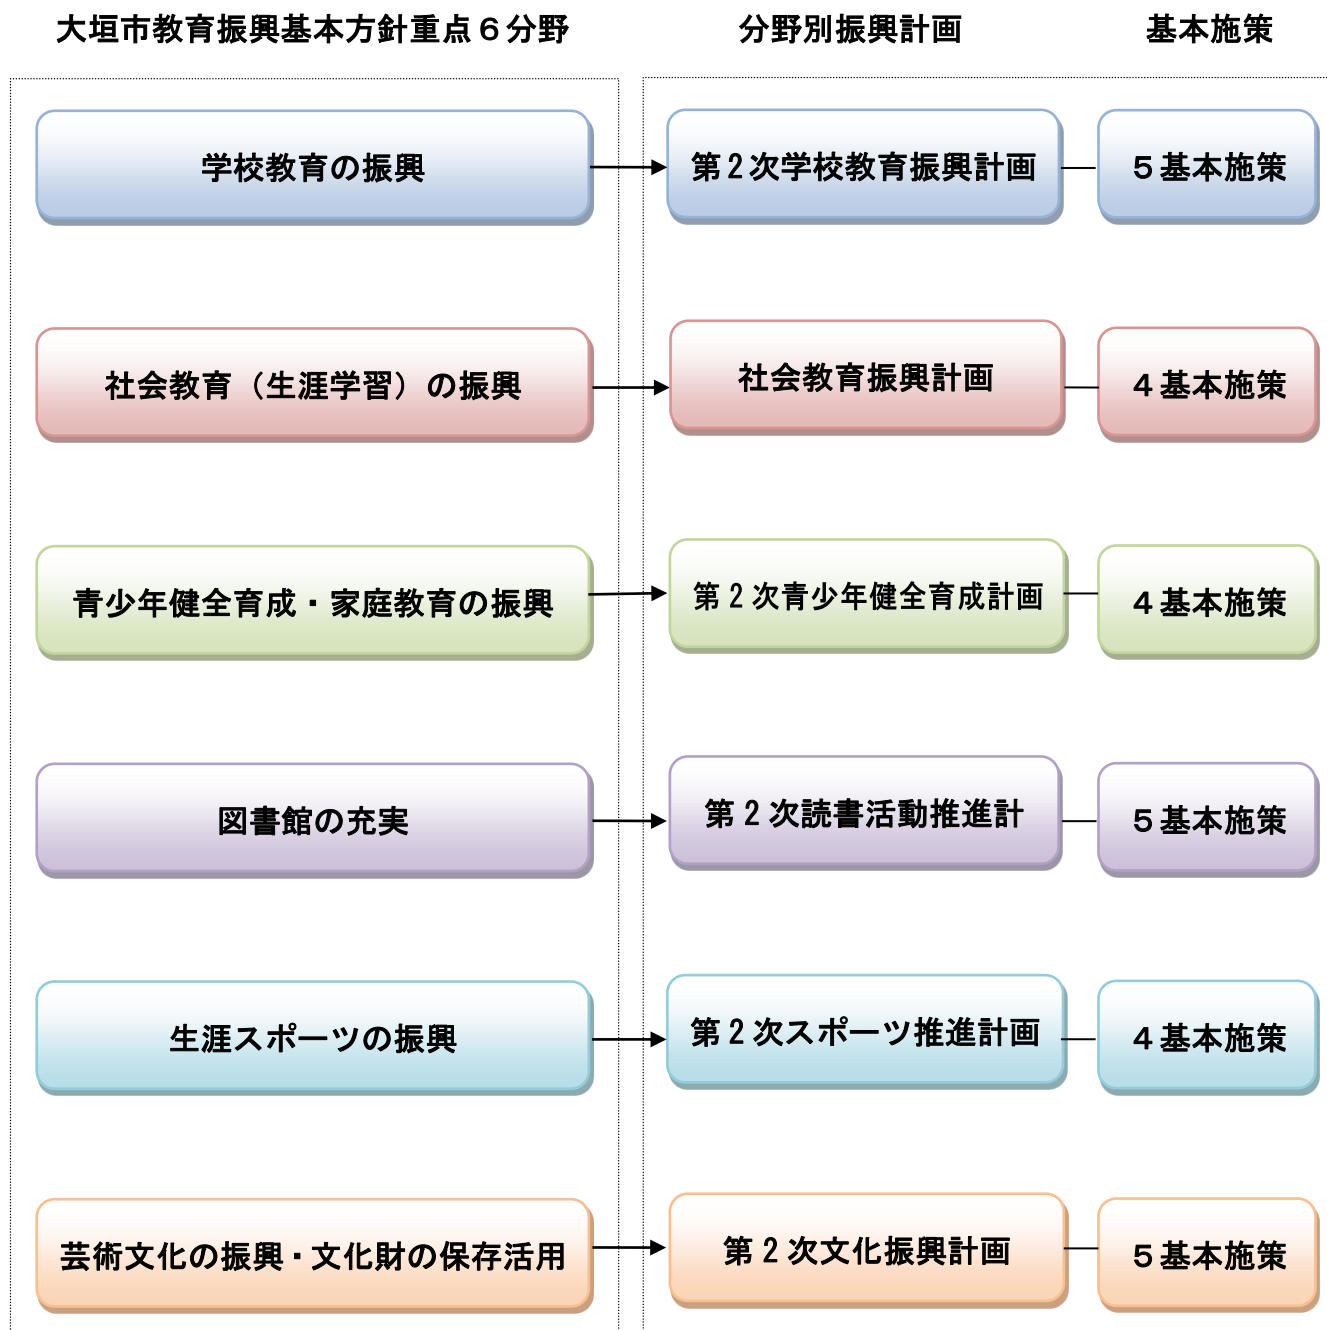 大垣市教育振興基本方針重点６分野 分野別振興計画 基本施策
学校教育の振興 第２次学校教育振興計画 ５基本施策
社会教育（生涯学習）の振興 社会教育振興計画 ４基本施策
青少年健全育成・家庭教育の振興 第２次青少年健全育成計画 ４基本施策
図書館の充実 第２次読書活動推進計 ５基本施策
生涯スポーツの振興 第２次スポーツ推進計画 ４基本施策
芸術文化の振興・文化財の保存活用 第２次文化振興計画 ５基本施策